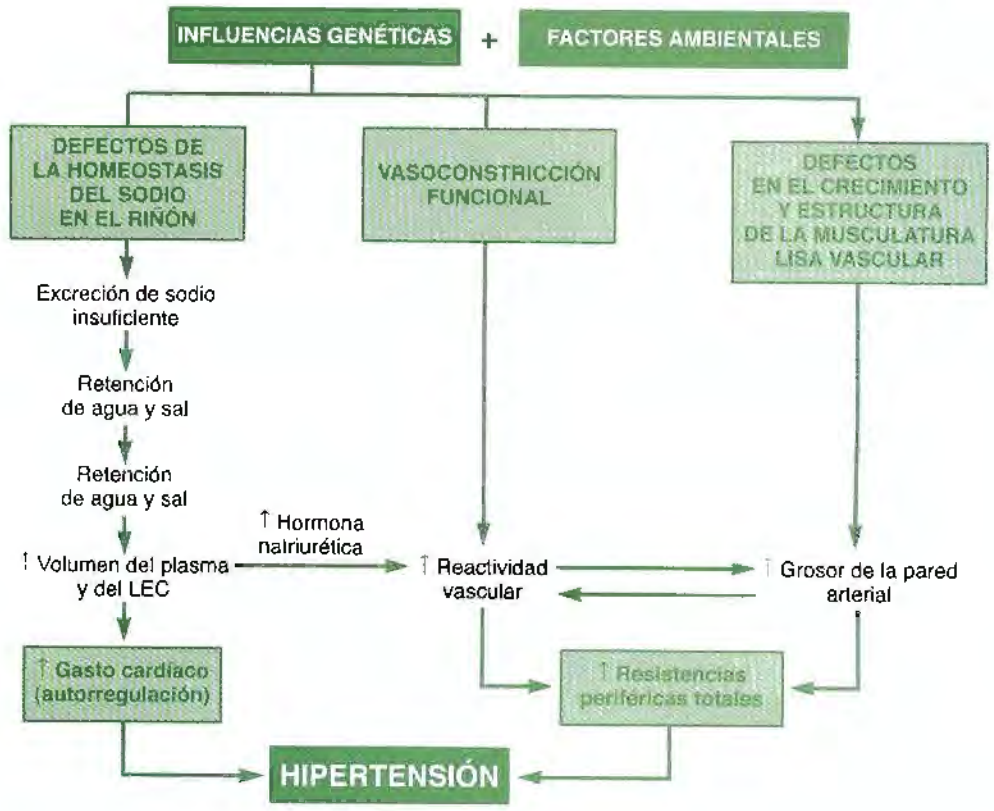 INFLUENCIAS GENÉTICAS + FACTORES AMBIENTALES
DEFECTOS DE
LA HOMEOSTASIS
DEL SODIO
EN EL RIÑÓN
VASOCONSTRICCIÓN
FUNCIONAL
DEFECTOS
EN EL CRECIMIENTO
Y ESTRUCTURA
DE LA MUSCULATURA
LISA VASCULAR
Excreción de sodio
insuficiente
Retención
de agua y sal
Retención
de agua y sal
↑ Volumen del plasma
y del LEC
↑ Hormona
natriurética
↑ Reactividad
vascular
↑ Grosor de la pared
arterial
↑ Gasto cardíaco
(autorregulación)
↑ Resistencias
periféricas totales
HIPERTENSIÓN